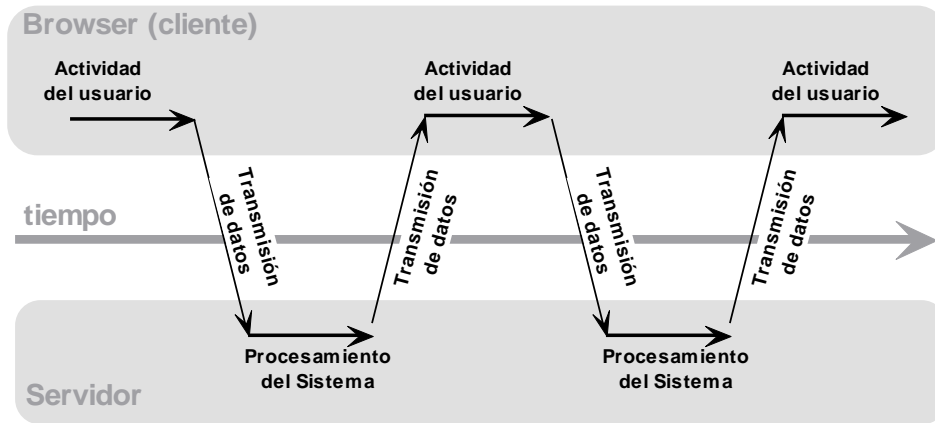 Browser (cliente)
Actividad
del usuario
Actividad
del usuario
Actividad
del usuario
Transmisión
de datos
Transmisión
de datos
Transmisión
de datos
Transmisión
de datos
tiempo
Procesamiento
del Sistema
Procesamiento
del Sistema
Servidor